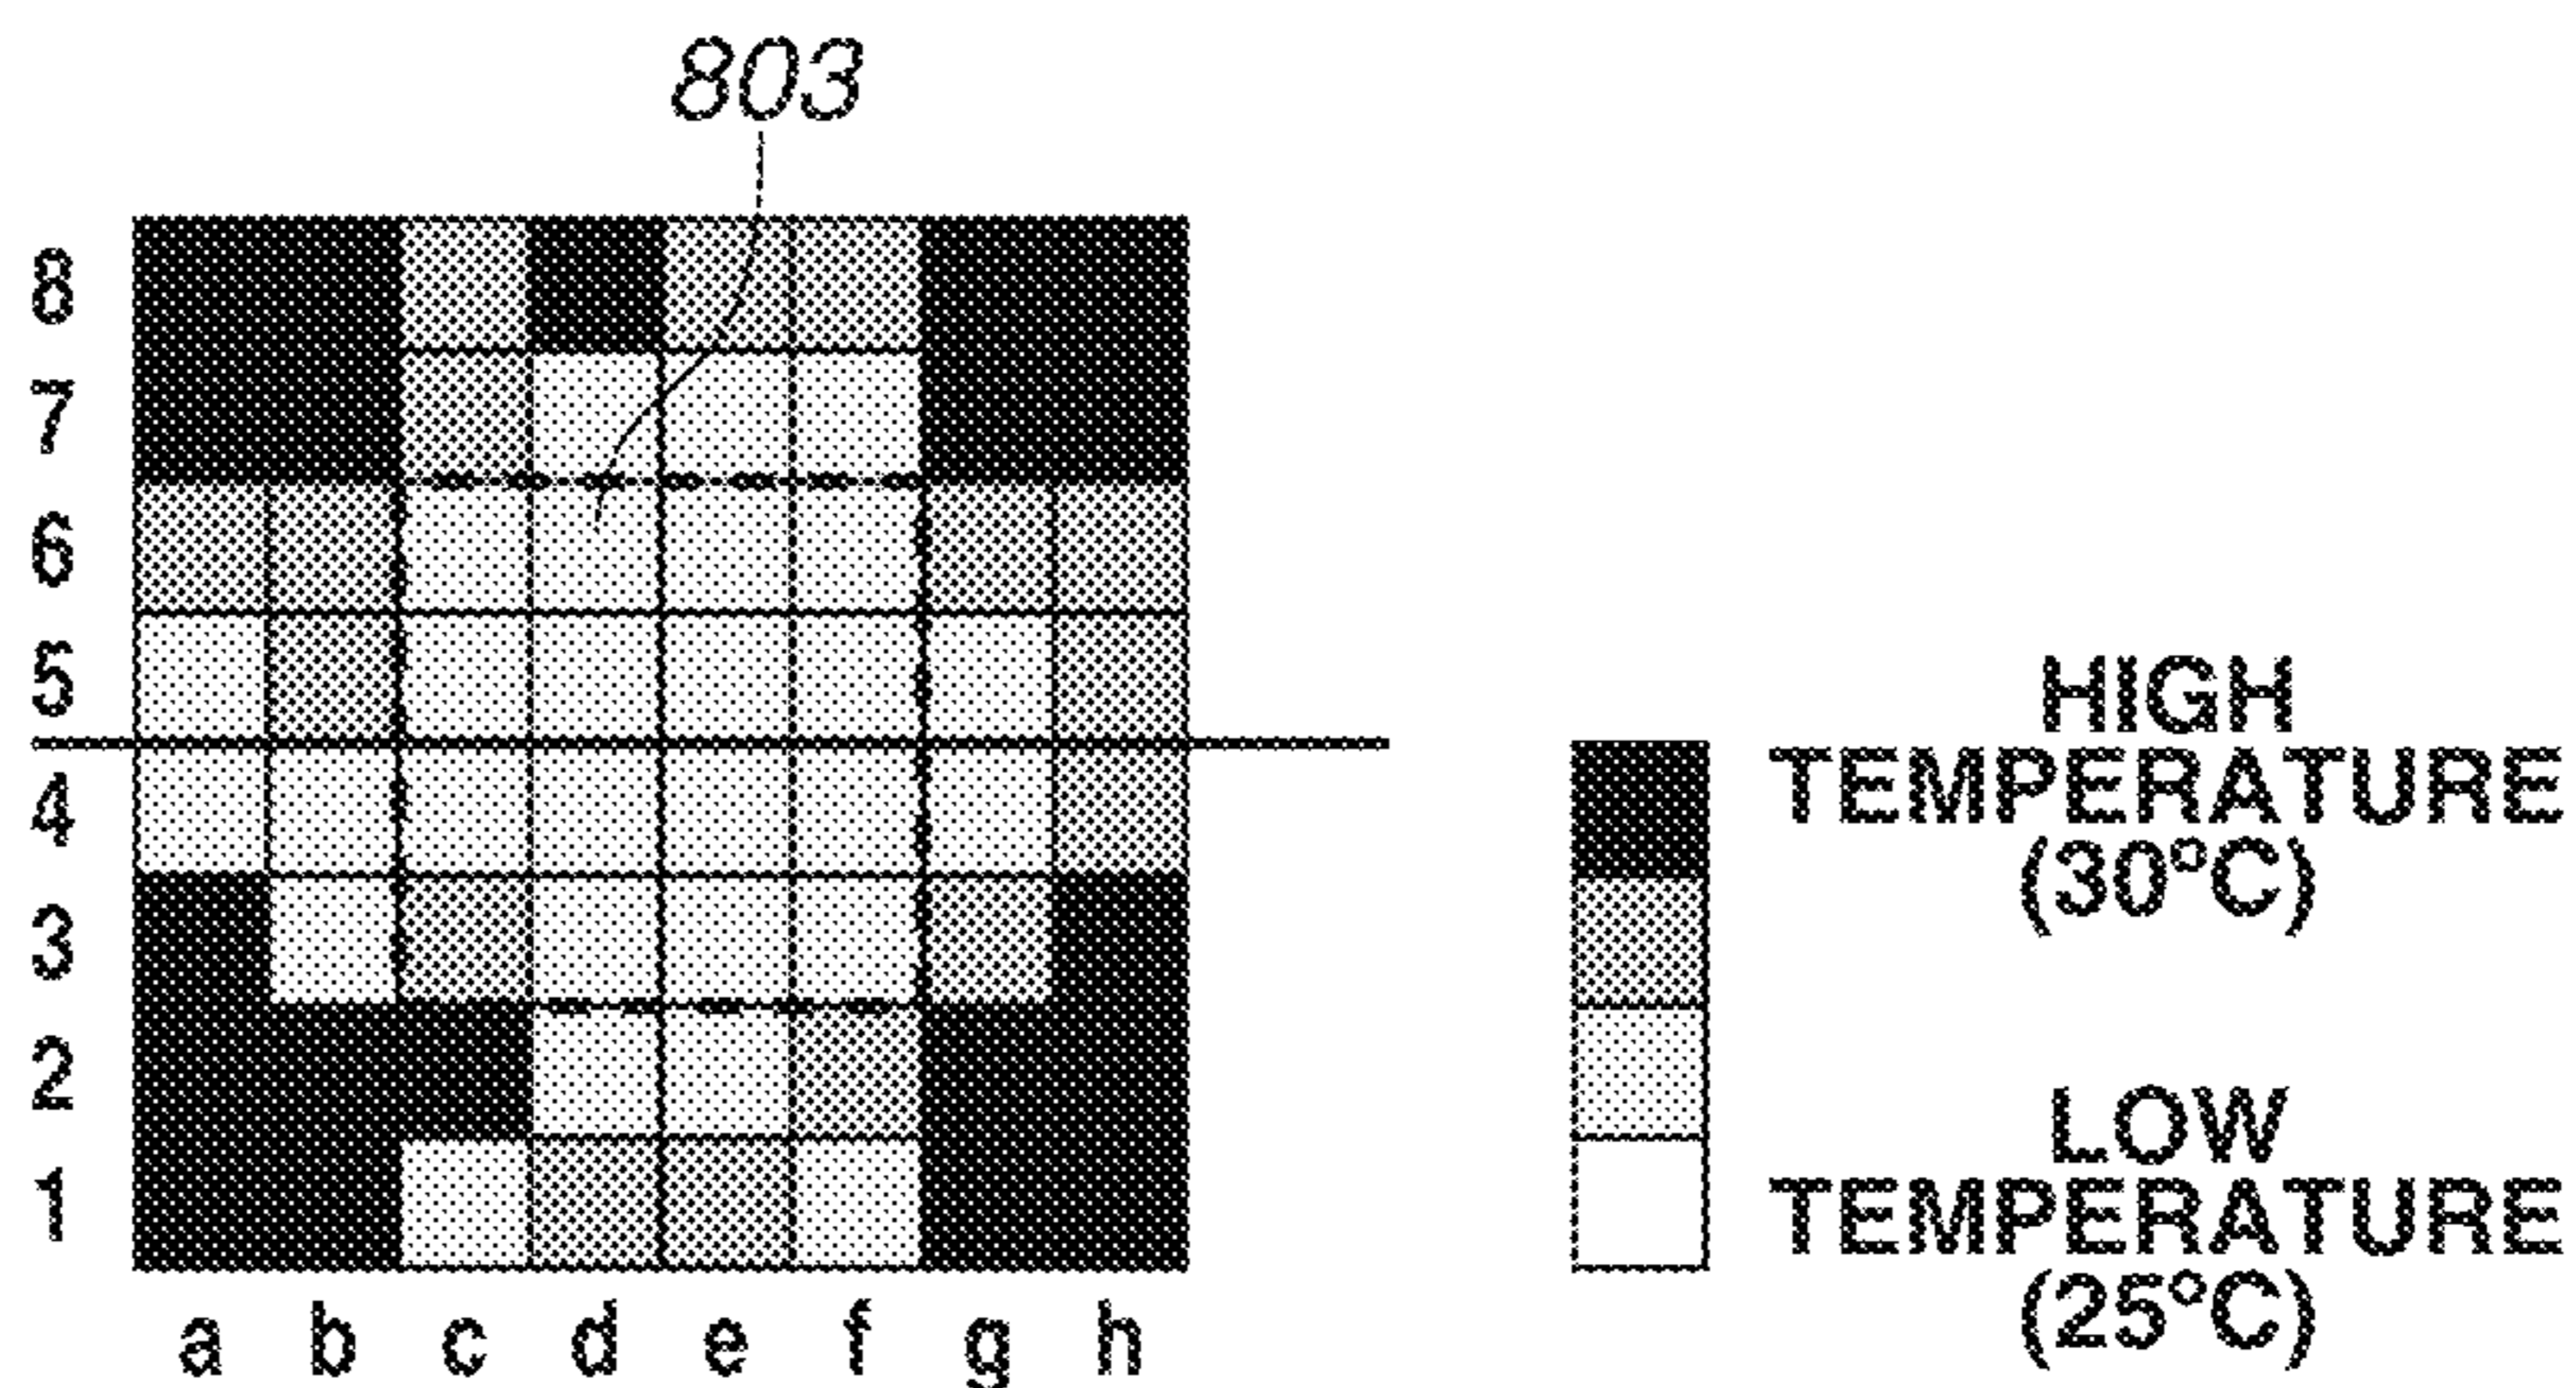 803
8
7
6
5
4
3
2
1
a b c d e f g h
HIGH
TEMPERATURE
(30°C)
LOW
TEMPERATURE
(25°C)